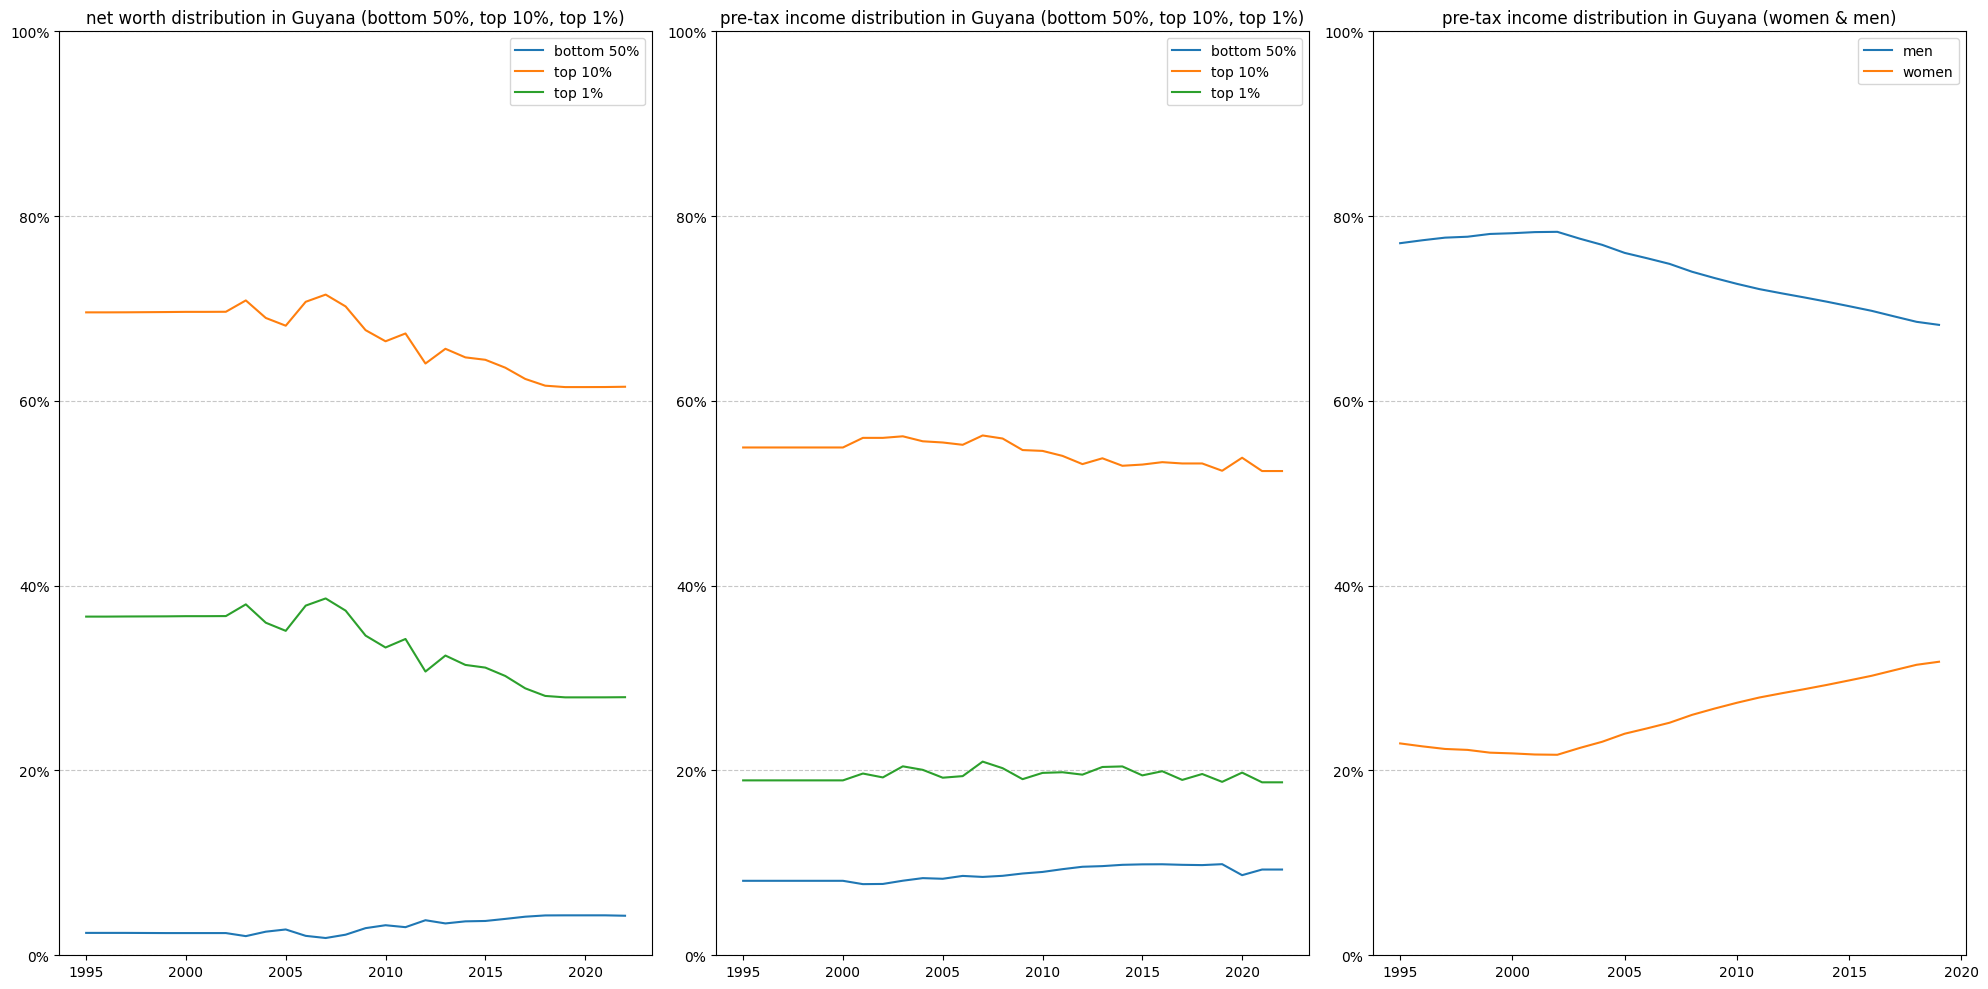 net worth distribution in Guyana (bottom 50%, top 10%, top 1%)
100%
80%
60%
40%
20%
0%
1995 2000 2005 2010 2015 2020
bottom 50%
top 10%
top 1%
pre-tax income distribution in Guyana (bottom 50%, top 10%, top 1%)
100%
80%
60%
40%
20%
0%
1995 2000 2005 2010 2015 2020
bottom 50%
top 10%
top 1%
pre-tax income distribution in Guyana (women & men)
100%
80%
60%
40%
20%
0%
1995 2000 2005 2010 2015 2020
men
women